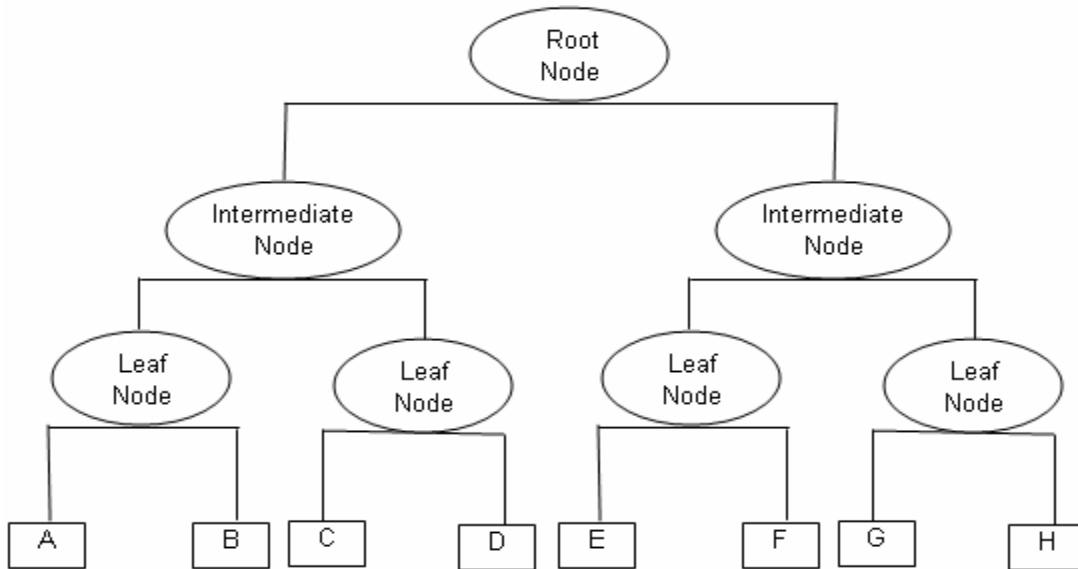 Root
Node
Intermediate
Node
Intermediate
Node
Leaf
Node
Leaf
Node
Leaf
Node
Leaf
Node
A
B
C
D
E
F
G
H